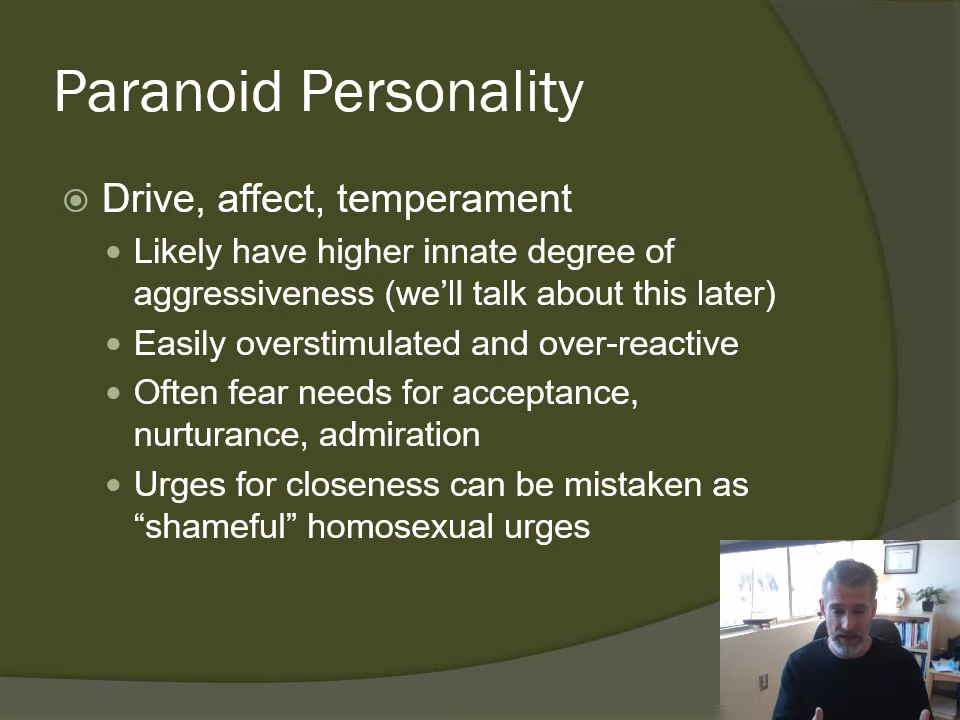 Paranoid Personality
Drive, affect, temperament
Likely have higher innate degree of
aggressiveness (we’ll talk about this later)
Easily overstimulated and over-reactive
Often fear needs for acceptance,
nurturance, admiration
Urges for closeness can be mistaken as
“shameful” homosexual urges